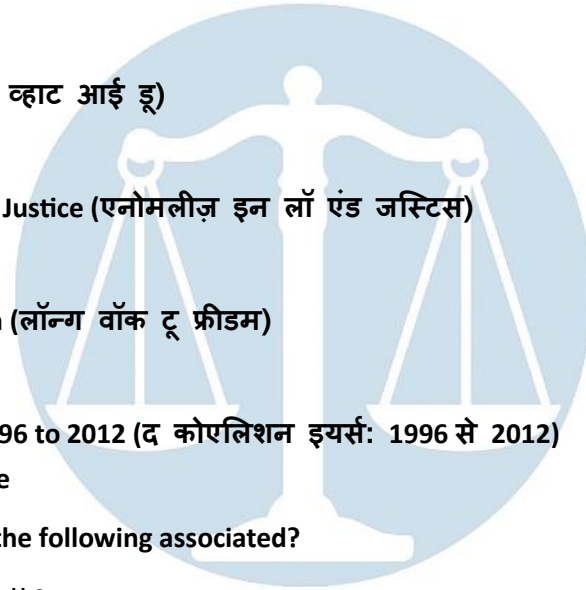 व्हाट आई डू)
Justice (एनोमलीज़ इन लॉ एंड जस्टिस)
(लॉन्ग वॉक टू फ्रीडम)
96 to 2012 (द कोएलिशन इयर्स: 1996 से 2012)
e
the following associated?